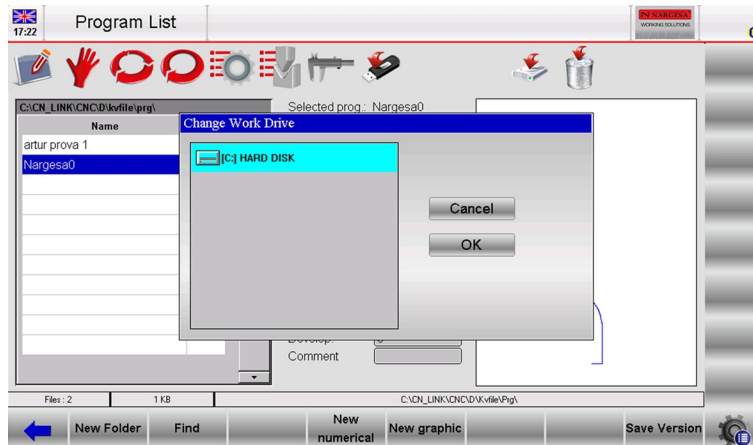 17:22
Program List
NARGESA
WORKING SOLUTIONS
C:\CN_LINK\CNC\D\kvfile\prg\
Selected prog.: Nargesa0
Name
Change Work Drive
artur prova 1
Nargesa0
[C:] HARD DISK
Cancel
OK
Comment
Files : 2
1 KB
C:\CN_LINK\CNC\D\Kvfile\Prg\
New Folder
Find
New numerical
New graphic
Save Version